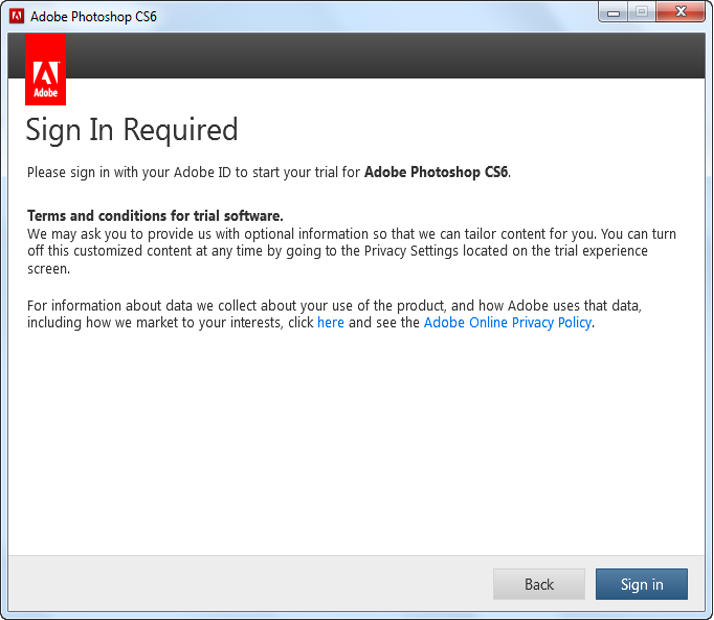 Adobe Photoshop CS6
Adobe
Sign In Required
Please sign in with your Adobe ID to start your trial for Adobe Photoshop CS6.
Terms and conditions for trial software.
We may ask you to provide us with optional information so that we can tailor content for you. You can turn
off this customized content at any time by going to the Privacy Settings located on the trial experience
screen.
For information about data we collect about your use of the product, and how Adobe uses that data,
including how we market to your interests, click here and see the Adobe Online Privacy Policy.
Back
Sign in